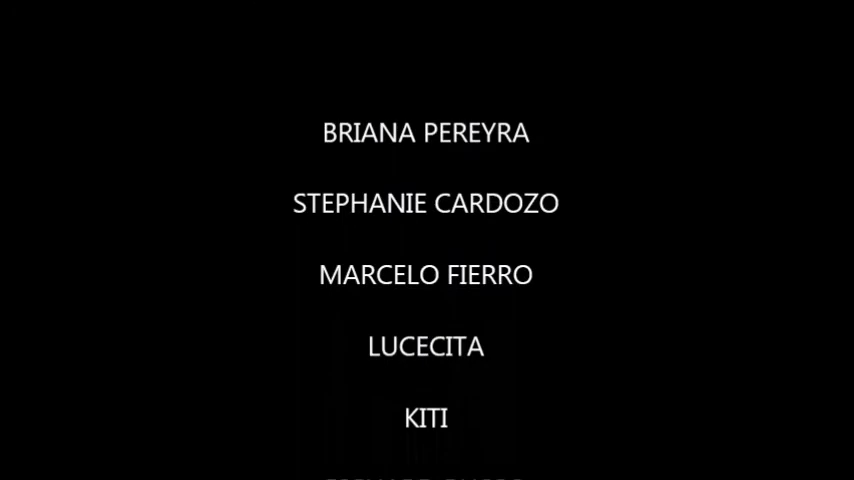 BRIANA PEREYRA
STEPHANIE CARDOZO
MARCELO FIERRO
LUCECITA
KITI